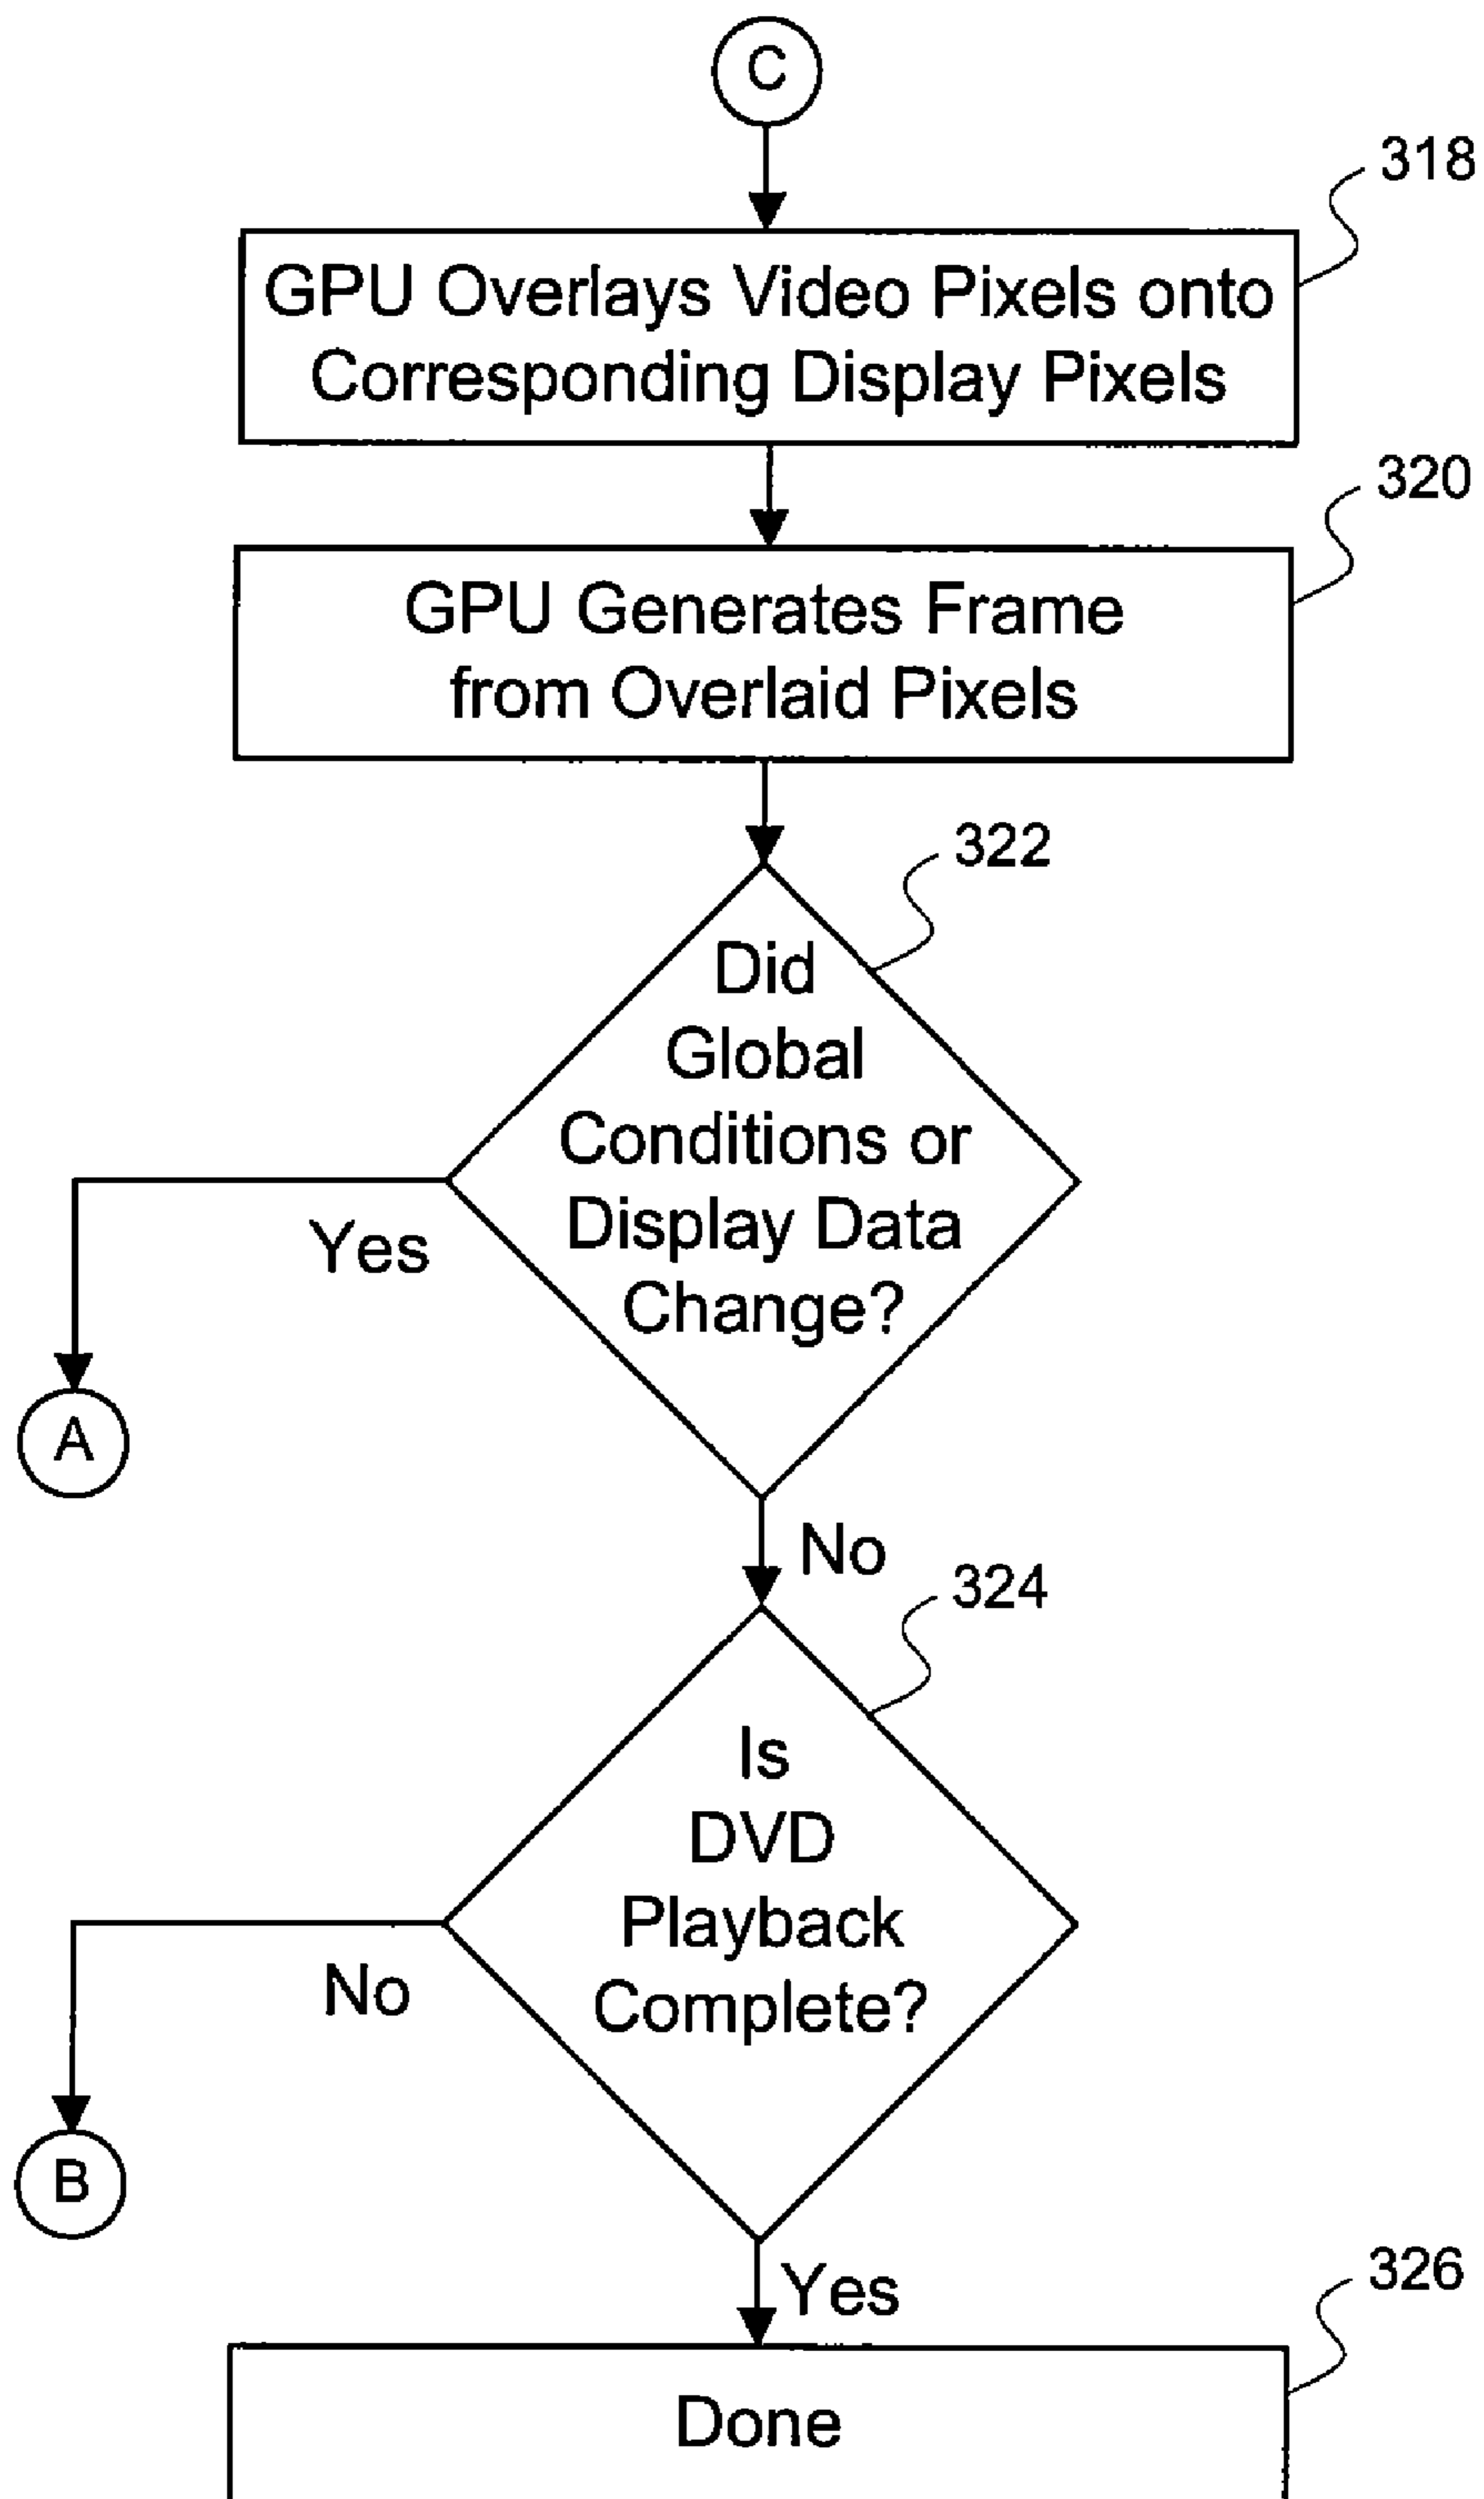 C
318
GPU Overlays Video Pixels onto
Corresponding Display Pixels
320
GPU Generates Frame
from Overlaid Pixels
322
Did
Global
Conditions or
Display Data
Change?
Yes
A
No
324
Is
DVD
Playback
Complete?
No
B
Yes
326
Done